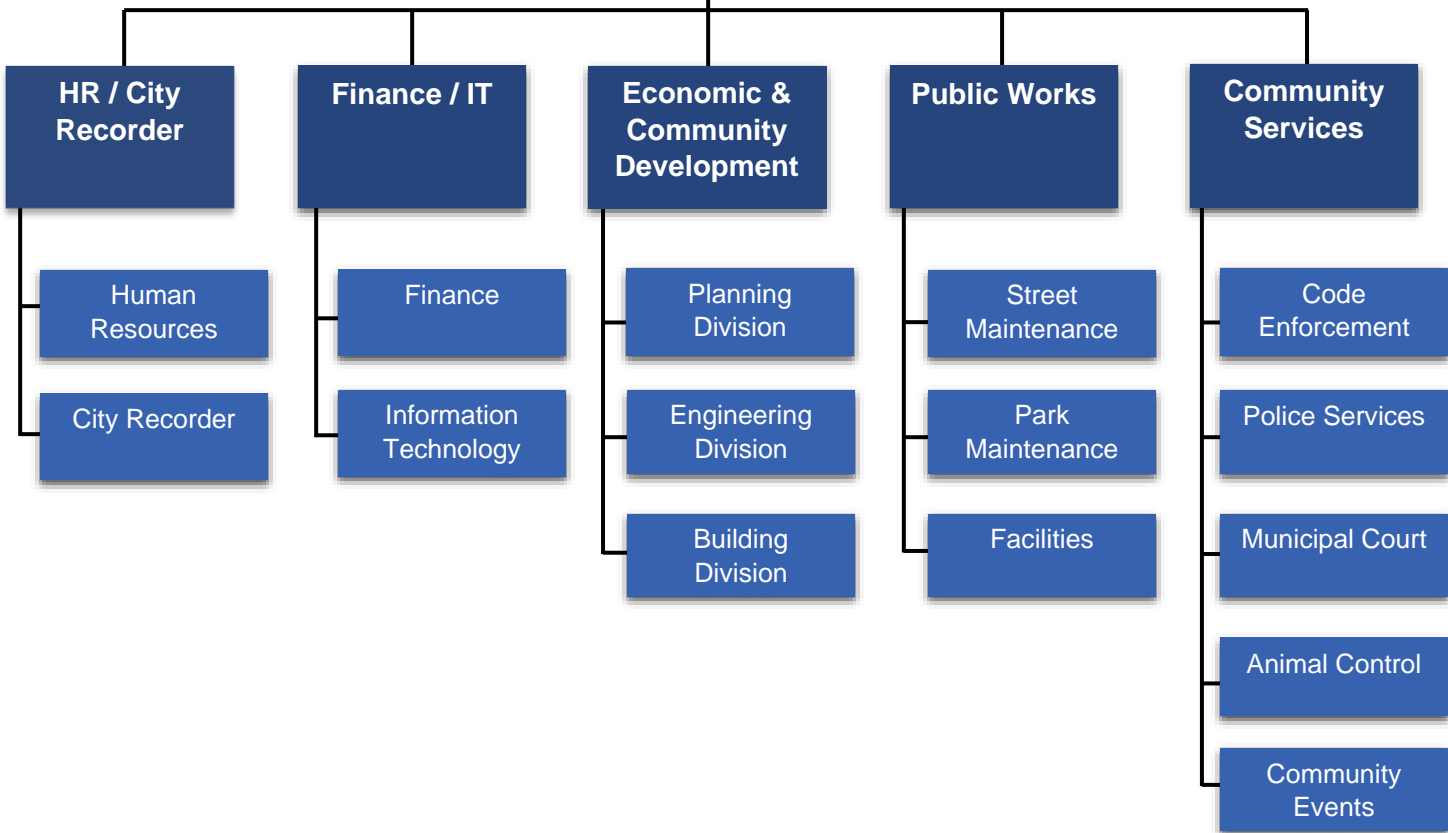 HR / City
Recorder
Finance / IT
Economic &
Community
Development
Public Works
Community
Services
Human
Resources
City Recorder
Finance
Information
Technology
Planning
Division
Engineering
Division
Building
Division
Street
Maintenance
Park
Maintenance
Facilities
Code
Enforcement
Police Services
Municipal Court
Animal Control
Community
Events